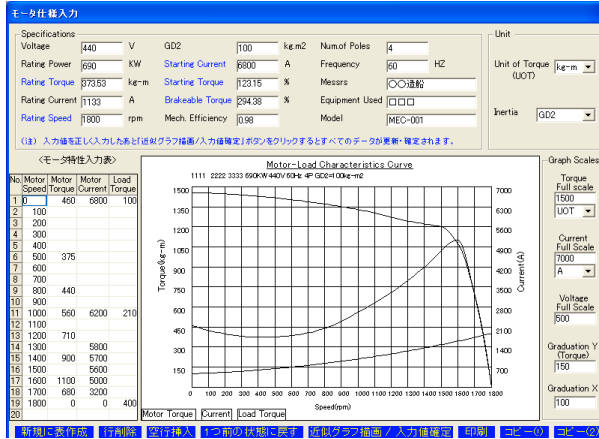 モータ仕様入力
Specifications
Voltage 440 V GD2 100 kg.m2 Num.of Poles 4
Rating Power 690 KW Starting Current 6800 A Frequency 60 HZ
Rating Torque 373.53 kg-m Starting Torque 123.15 % Messrs 〇〇造船
Rating Current 1133 A Brakeable Torque 294.38 % Equipment Used □□□
Rating Speed 1800 rpm Mech. Efficiency 0.98 Model MEC-001
(注) 入力値を正しく入力したあと「近似グラフ描画/入力値確定」ボタンをクリックするとすべてのデータが更新・確定されます。
Unit
Unit of Torque (UOT) kg-m
Inertia GD2
<モータ特性入力表>
No. Motor Speed Motor Torque Motor Current Load Torque
1 0 460 6800 100
2 100
3 200
4 300
5 400
6 500 375
7 600
8 700
9 800 440
10 900
11 1000 560 6200 210
12 1100
13 1200 710
14 1300 5800
15 1400 900 5700
16 1500 5600
17 1600 1100 5000
18 1700 680 3200
19 1800 0 0 400
20
Motor-Load Characteristics Curve
1111 2222 3333 690KW 440V 60Hz 4P GD2=100kg-m2
Torque(kg-m)
1500
1350
1200
1050
900
750
600
450
300
150
7000
6300
5600
4900
4200
3500
2800
2100
1400
700
Current(A)
0 100 200 300 400 500 600 700 800 900 1000 1100 1200 1300 1400 1500 1600 1700 1800
Speed(rpm)
Motor Torque Current Load Torque
Graph Scales
Torque
Full scale
1500
UOT
Current
Full Scale
7000
A
Voltage
Full Scale
500
Graduation Y
(Torque)
150
Graduation X
100
新規に表作成 行削除 空行挿入 1つ前の状態に戻す 近似グラフ描画 / 入力値確定 印刷 コピー(1) コピー(2)